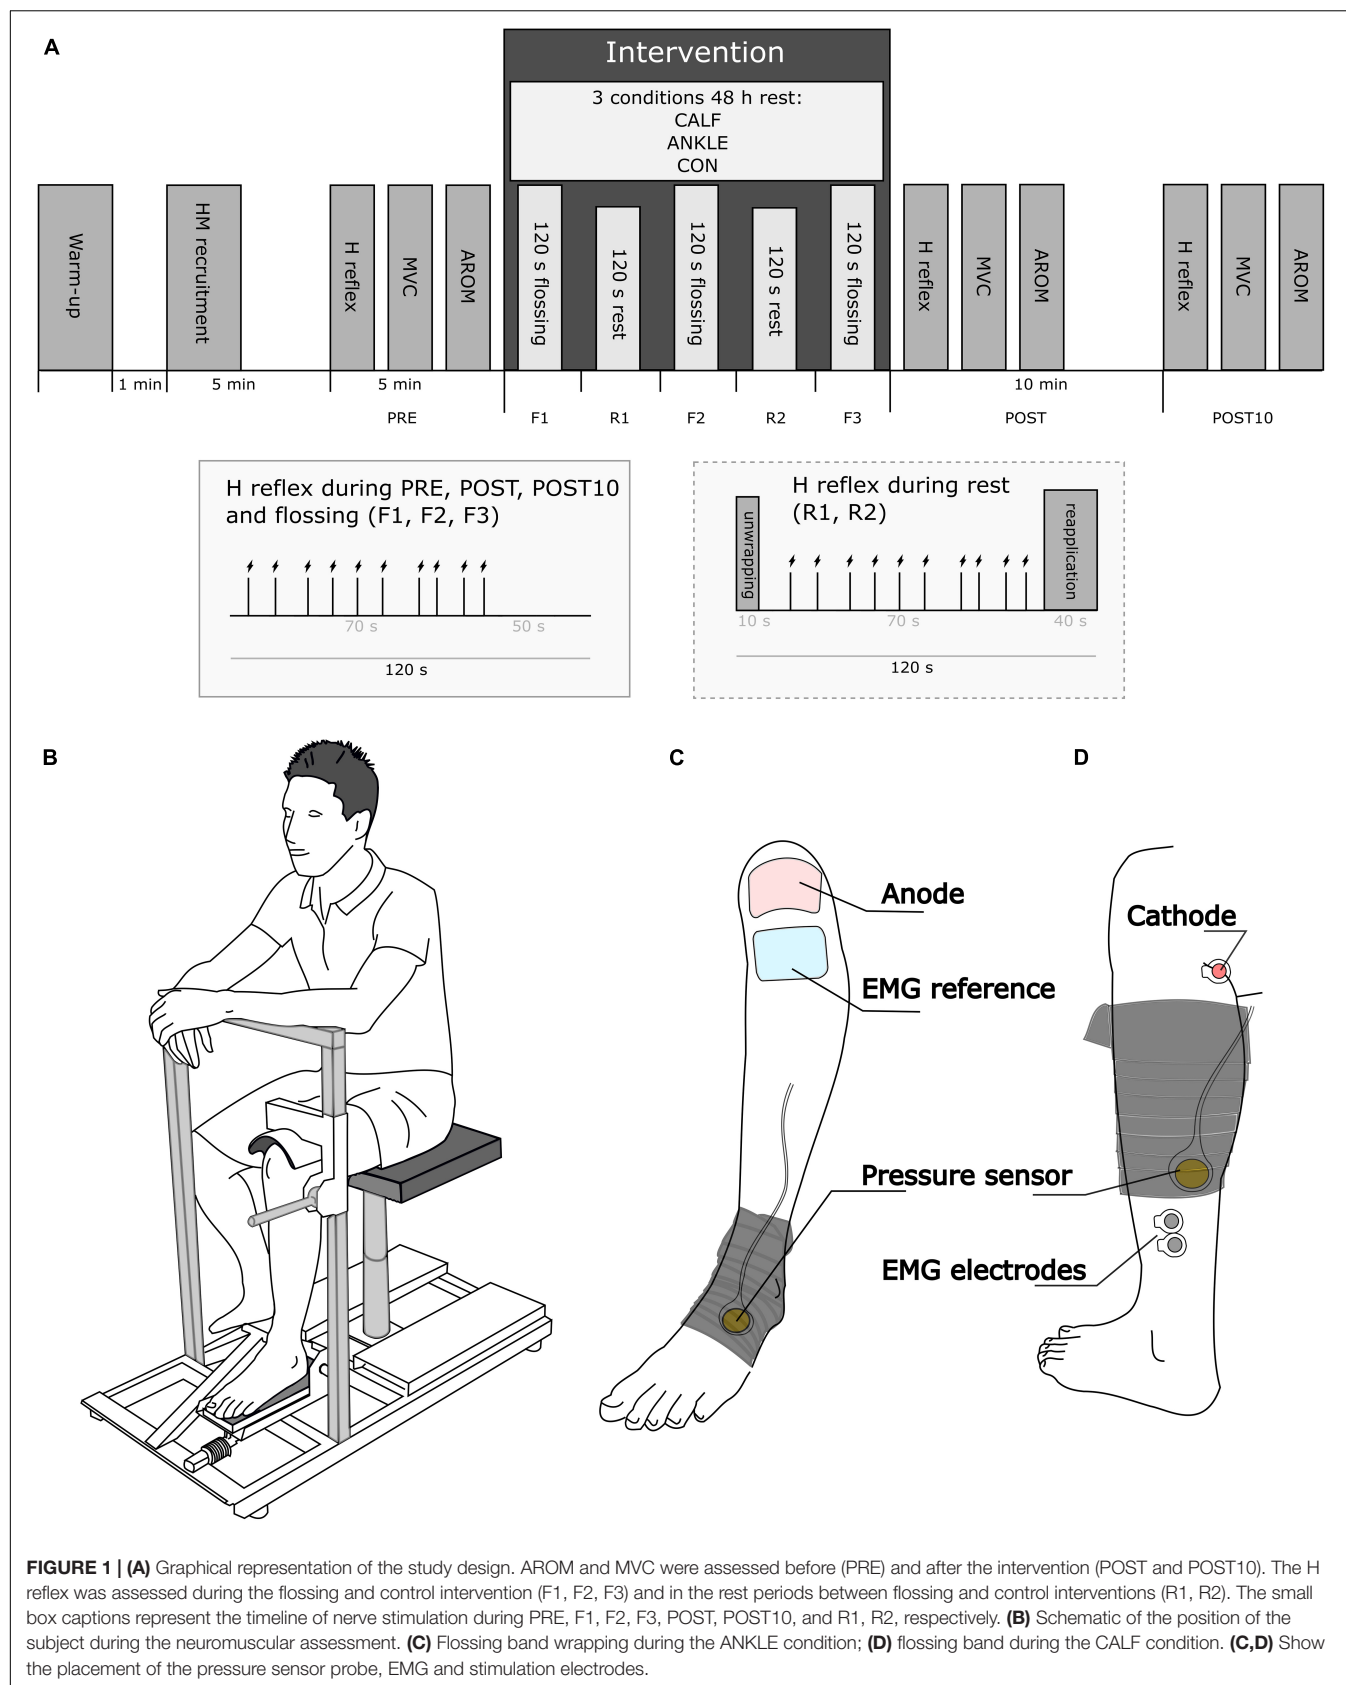 A
Intervention
3 conditions 48 h rest:
CALF
ANKLE
CON
Warm-up
HM recruitment
H reflex
MVC
AROM
120 s flossing
120 s rest
120 s flossing
120 s rest
120 s flossing
H reflex
MVC
AROM
H reflex
MVC
AROM
1 min
5 min
5 min
10 min
PRE
F1
R1
F2
R2
F3
POST
POST10
H reflex during PRE, POST, POST10
and flossing (F1, F2, F3)
70 s
50 s
120 s
H reflex during rest
(R1, R2)
unwrapping
reapplication
10 s
70 s
40 s
120 s
B
C
D
Anode
Cathode
EMG reference
Pressure sensor
EMG electrodes
FIGURE 1 | (A) Graphical representation of the study design. AROM and MVC were assessed before (PRE) and after the intervention (POST and POST10). The H
reflex was assessed during the flossing and control intervention (F1, F2, F3) and in the rest periods between flossing and control interventions (R1, R2). The small
box captions represent the timeline of nerve stimulation during PRE, F1, F2, F3, POST, POST10, and R1, R2, respectively. (B) Schematic of the position of the
subject during the neuromuscular assessment. (C) Flossing band wrapping during the ANKLE condition; (D) flossing band during the CALF condition. (C,D) Show
the placement of the pressure sensor probe, EMG and stimulation electrodes.